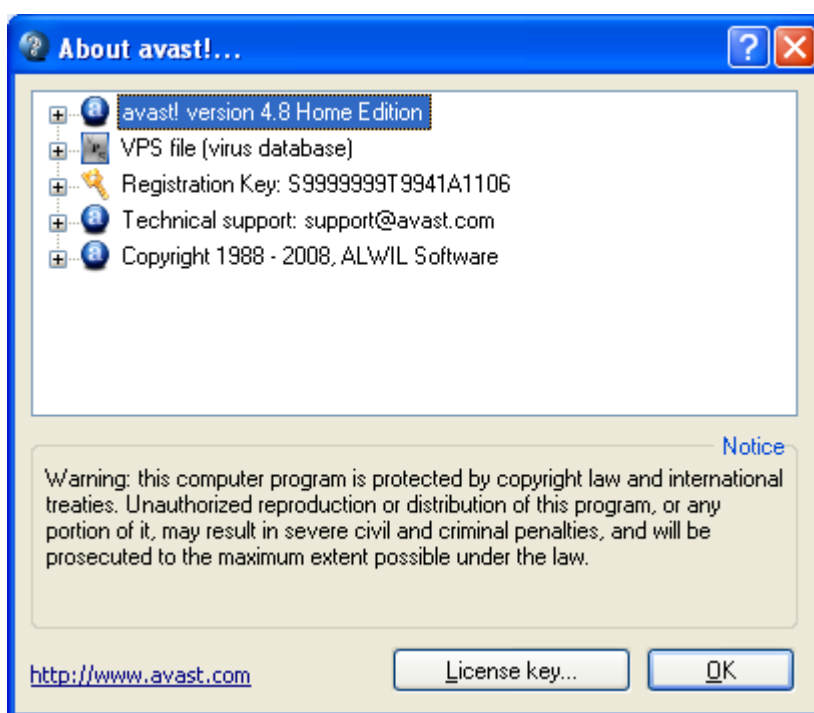 About avast!...
avast! version 4.8 Home Edition
VPS file (virus database)
Registration Key: S9999999T9941A1106
Technical support: support@avast.com
Copyright 1988 - 2008, ALWIL Software
Notice
Warning: this computer program is protected by copyright law and international
treaties. Unauthorized reproduction or distribution of this program, or any
portion of it, may result in severe civil and criminal penalties, and will be
prosecuted to the maximum extent possible under the law.
http://www.avast.com
License key...
OK